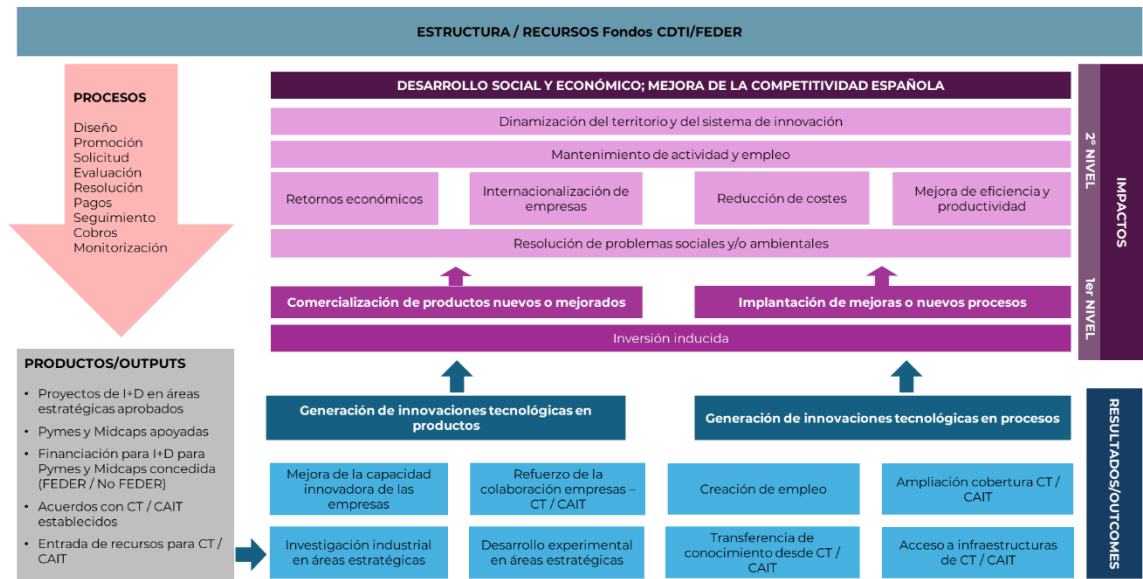 ESTRUCTURA / RECURSOS Fondos CDTI/FEDER
PROCESOS
Diseño
Promoción
Solicitud
Evaluación
Resolución
Pagos
Seguimiento
Cobros
Monitorización
DESARROLLO SOCIAL Y ECONÓMICO; MEJORA DE LA COMPETITIVIDAD ESPAÑOLA
Dinamización del territorio y del sistema de innovación
Mantenimiento de actividad y empleo
Retornos económicos
Internacionalización de
empresas
Reducción de costes
Mejora de eficiencia y
productividad
Resolución de problemas sociales y/o ambientales
Comercialización de productos nuevos o mejorados
Implantación de mejoras o nuevos procesos
Inversión inducida
2º NIVEL
1er NIVEL
IMPACTOS
PRODUCTOS/OUTPUTS
• Proyectos de I+D en áreas
estratégicas aprobados
• Pymes y Midcaps apoyadas
• Financiación para I+D para
Pymes y Midcaps concedida
(FEDER / No FEDER)
• Acuerdos con CT / CAIT
establecidos
• Entrada de recursos para CT /
CAIT
Generación de innovaciones tecnológicas en
productos
Generación de innovaciones tecnológicas en procesos
Mejora de la capacidad
innovadora de las
empresas
Refuerzo de la
colaboración empresas –
CT / CAIT
Creación de empleo
Ampliación cobertura CT /
CAIT
Investigación industrial
en áreas estratégicas
Desarrollo experimental
en áreas estratégicas
Transferencia de
conocimiento desde CT /
CAIT
Acceso a infraestructuras
de CT / CAIT
RESULTADOS/OUTCOMES